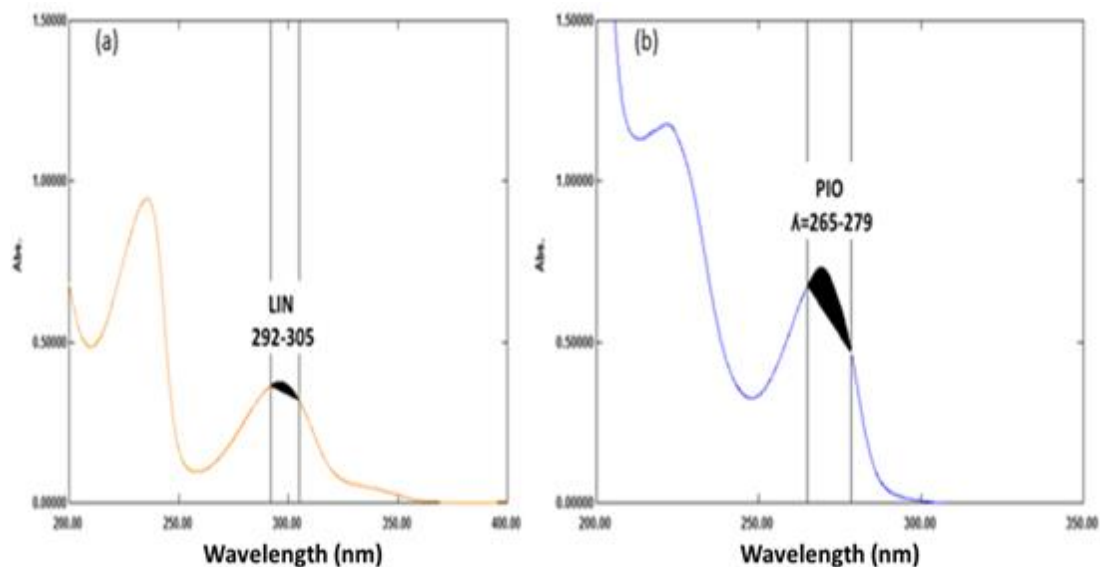 (a)
1.50000
1.00000
0.50000
0.00000
Abs.
LIN
292-305
200.00 250.00 300.00 350.00 400.00
Wavelength (nm)
(b)
1.50000
1.00000
0.50000
0.00000
Abs.
PIO
ʎ=265-279
200.00 250.00 300.00 350.00
Wavelength (nm)